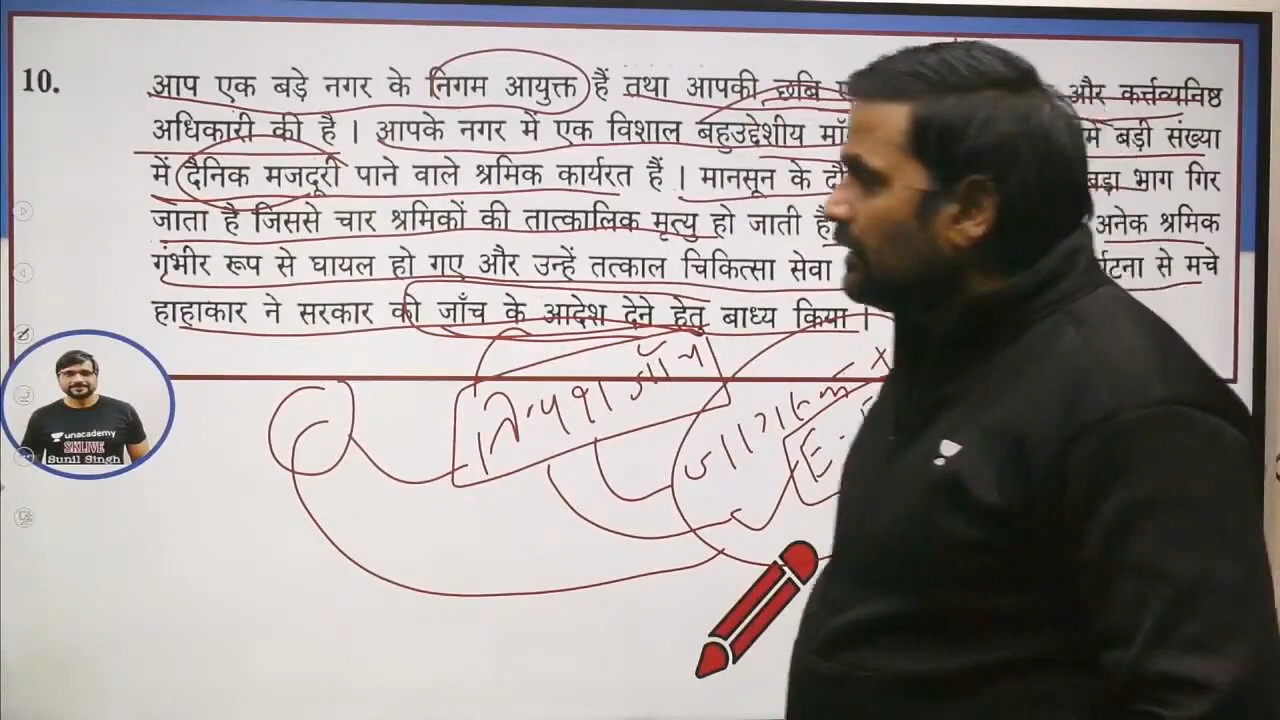 10.
आप एक बड़े नगर के निगम आयुक्त हैं तथा आपकी छबि और कर्त्तव्यनिष्ठ
अधिकारी की है । आपके नगर में एक विशाल बहुउद्देशीय में बड़ी संख्या
में दैनिक मजदूरी पाने वाले श्रमिक कार्यरत हैं । मानसून के बड़ा भाग गिर
जाता है जिससे चार श्रमिकों की तात्कालिक मृत्यु हो जाती अनेक श्रमिक
गंभीर रूप से घायल हो गए और उन्हें तत्काल चिकित्सा सेवा से मचे
हाहाकार ने सरकार को जाँच के आदेश देने हेतु बाध्य किया ।
unacademy
SKLIVE
Sunil Singh